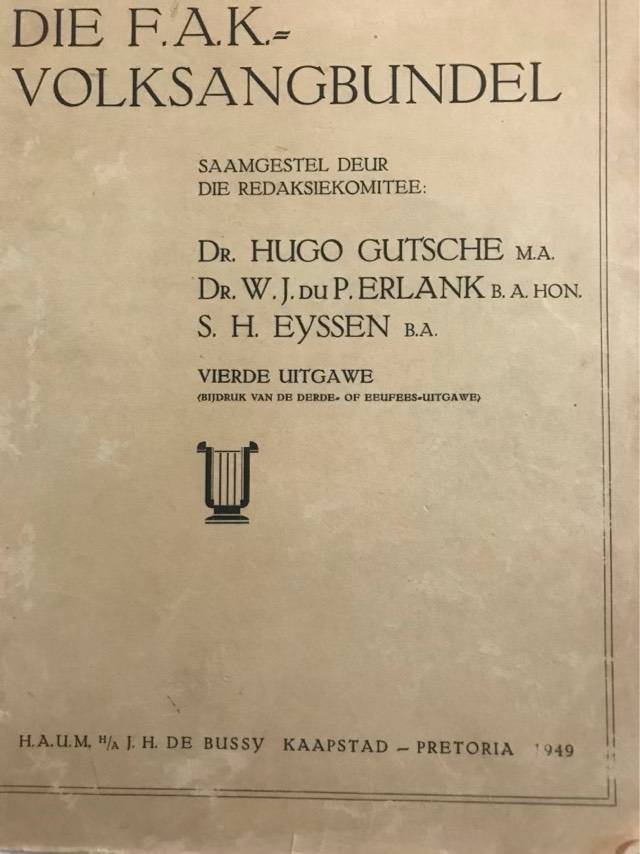 DIE F.A.K.=
VOLKSANGBUNDEL
SAAMGESTEL DEUR
DIE REDAKSIEKOMITEE:
DR. HUGO GUTSCHE M.A.
DR. W. J. DU P. ERLANK B. A. HON.
S. H. EYSSEN B.A.
VIERDE UITGAWE
(BIJDRUK VAN DE DERDE- OF EEUFEES-UITGAWE)
H.A.U.M. H/A J. H. DE BUSSY KAAPSTAD — PRETORIA 1949